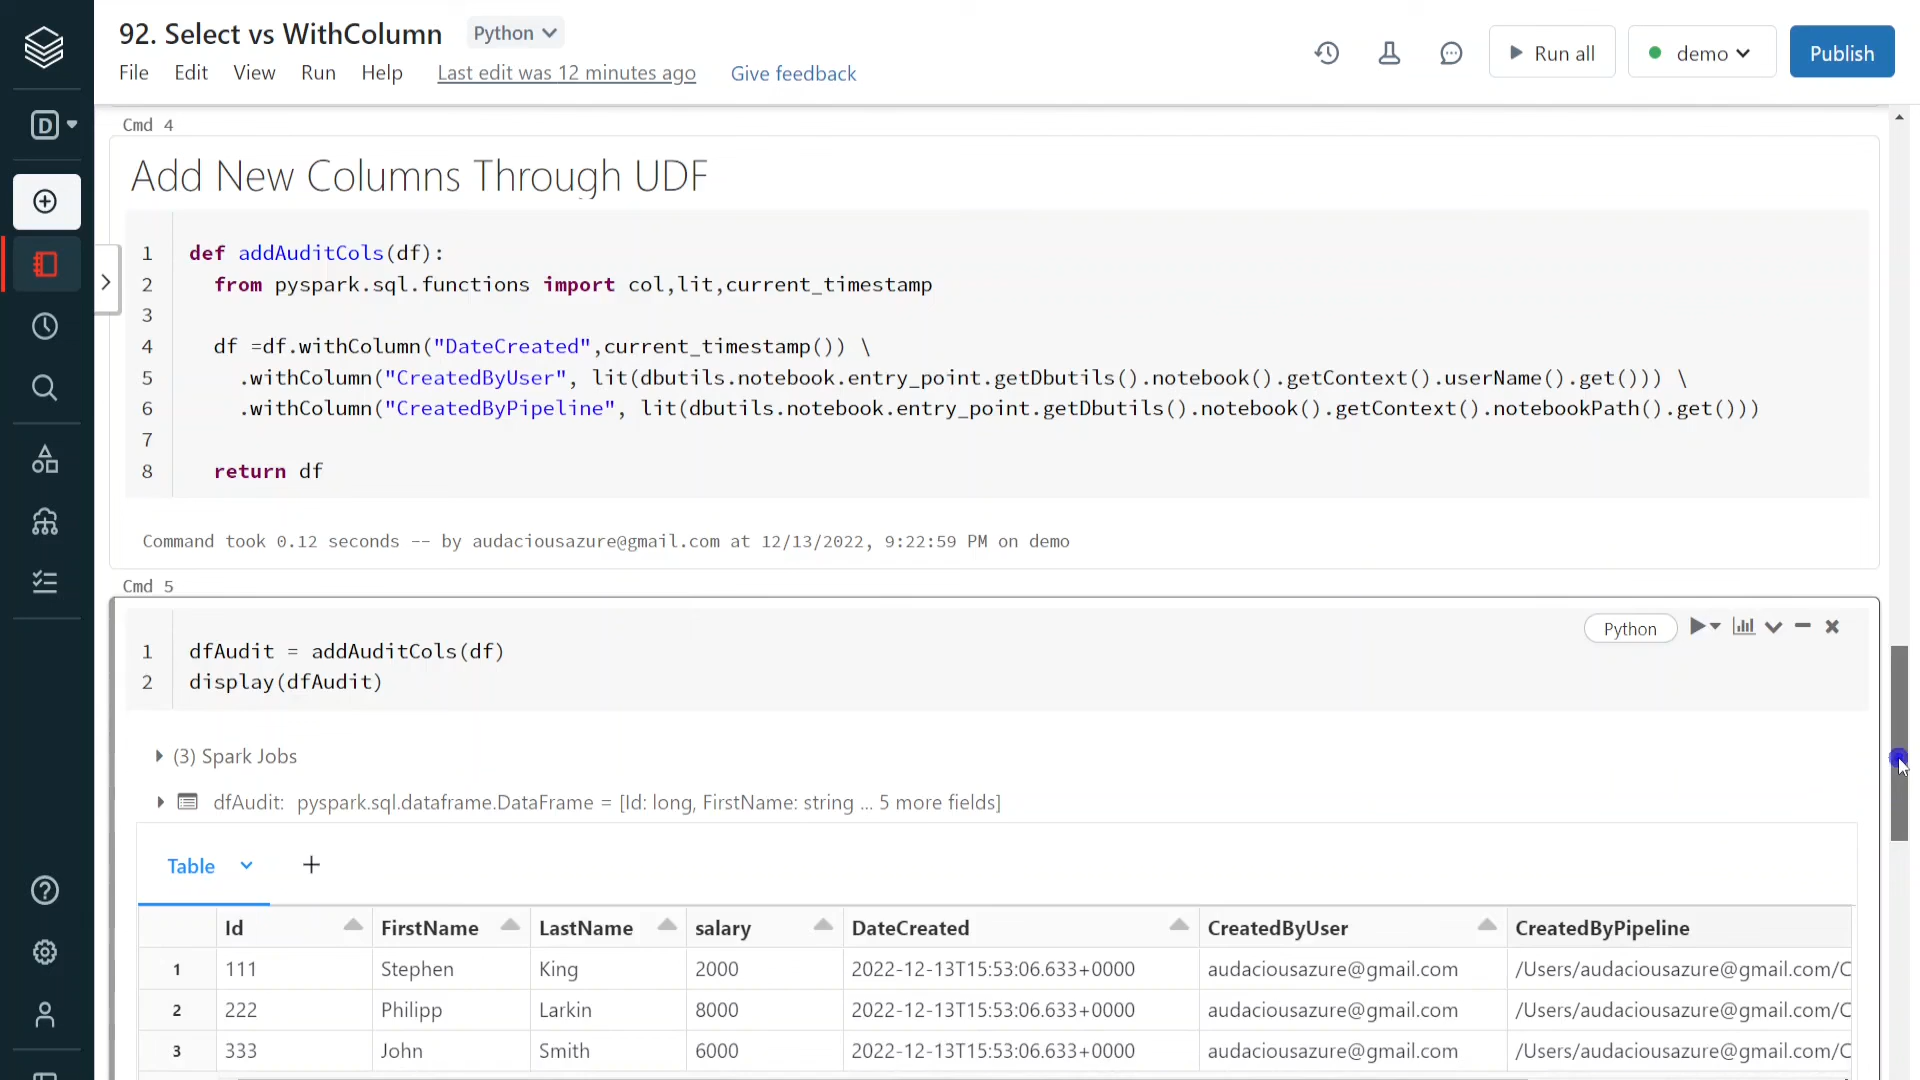 92. Select vs WithColumn
Python
File Edit View Run Help Last edit was 12 minutes ago Give feedback
Run all
demo
Publish
D
Cmd 4
Add New Columns Through UDF
1 def addAuditCols(df):
2 from pyspark.sql.functions import col,lit,current_timestamp
3
4 df =df.withColumn("DateCreated",current_timestamp()) \
5 .withColumn("CreatedByUser", lit(dbutils.notebook.entry_point.getDbutils().notebook().getContext().userName().get())) \
6 .withColumn("CreatedByPipeline", lit(dbutils.notebook.entry_point.getDbutils().notebook().getContext().notebookPath().get()))
7
8 return df
Command took 0.12 seconds -- by audaciousazure@gmail.com at 12/13/2022, 9:22:59 PM on demo
Cmd 5
Python
1 dfAudit = addAuditCols(df)
2 display(dfAudit)
(3) Spark Jobs
dfAudit: pyspark.sql.dataframe.DataFrame = [Id: long, FirstName: string ... 5 more fields]
Table +
Id FirstName LastName salary DateCreated CreatedByUser CreatedByPipeline
1 111 Stephen King 2000 2022-12-13T15:53:06.633+0000 audaciousazure@gmail.com /Users/audaciousazure@gmail.com/C
2 222 Philipp Larkin 8000 2022-12-13T15:53:06.633+0000 audaciousazure@gmail.com /Users/audaciousazure@gmail.com/C
3 333 John Smith 6000 2022-12-13T15:53:06.633+0000 audaciousazure@gmail.com /Users/audaciousazure@gmail.com/C